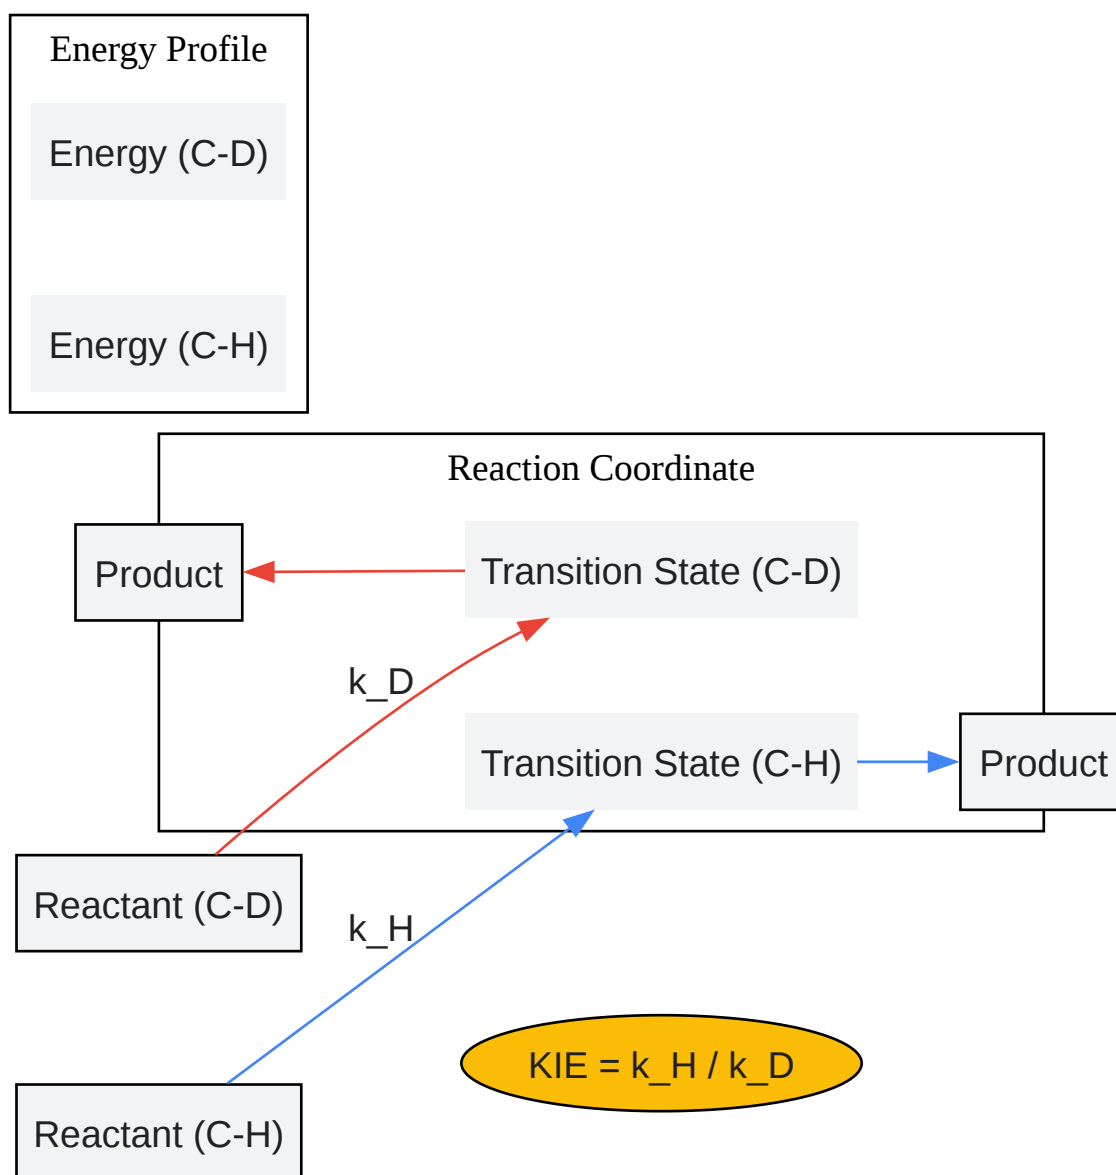 Energy Profile
Energy (C-D)
Energy (C-H)
Reaction Coordinate
Product
Transition State (C-D)
k_D
Transition State (C-H)
Product
Reactant (C-D)
k_H
KIE = k_H / k_D
Reactant (C-H)